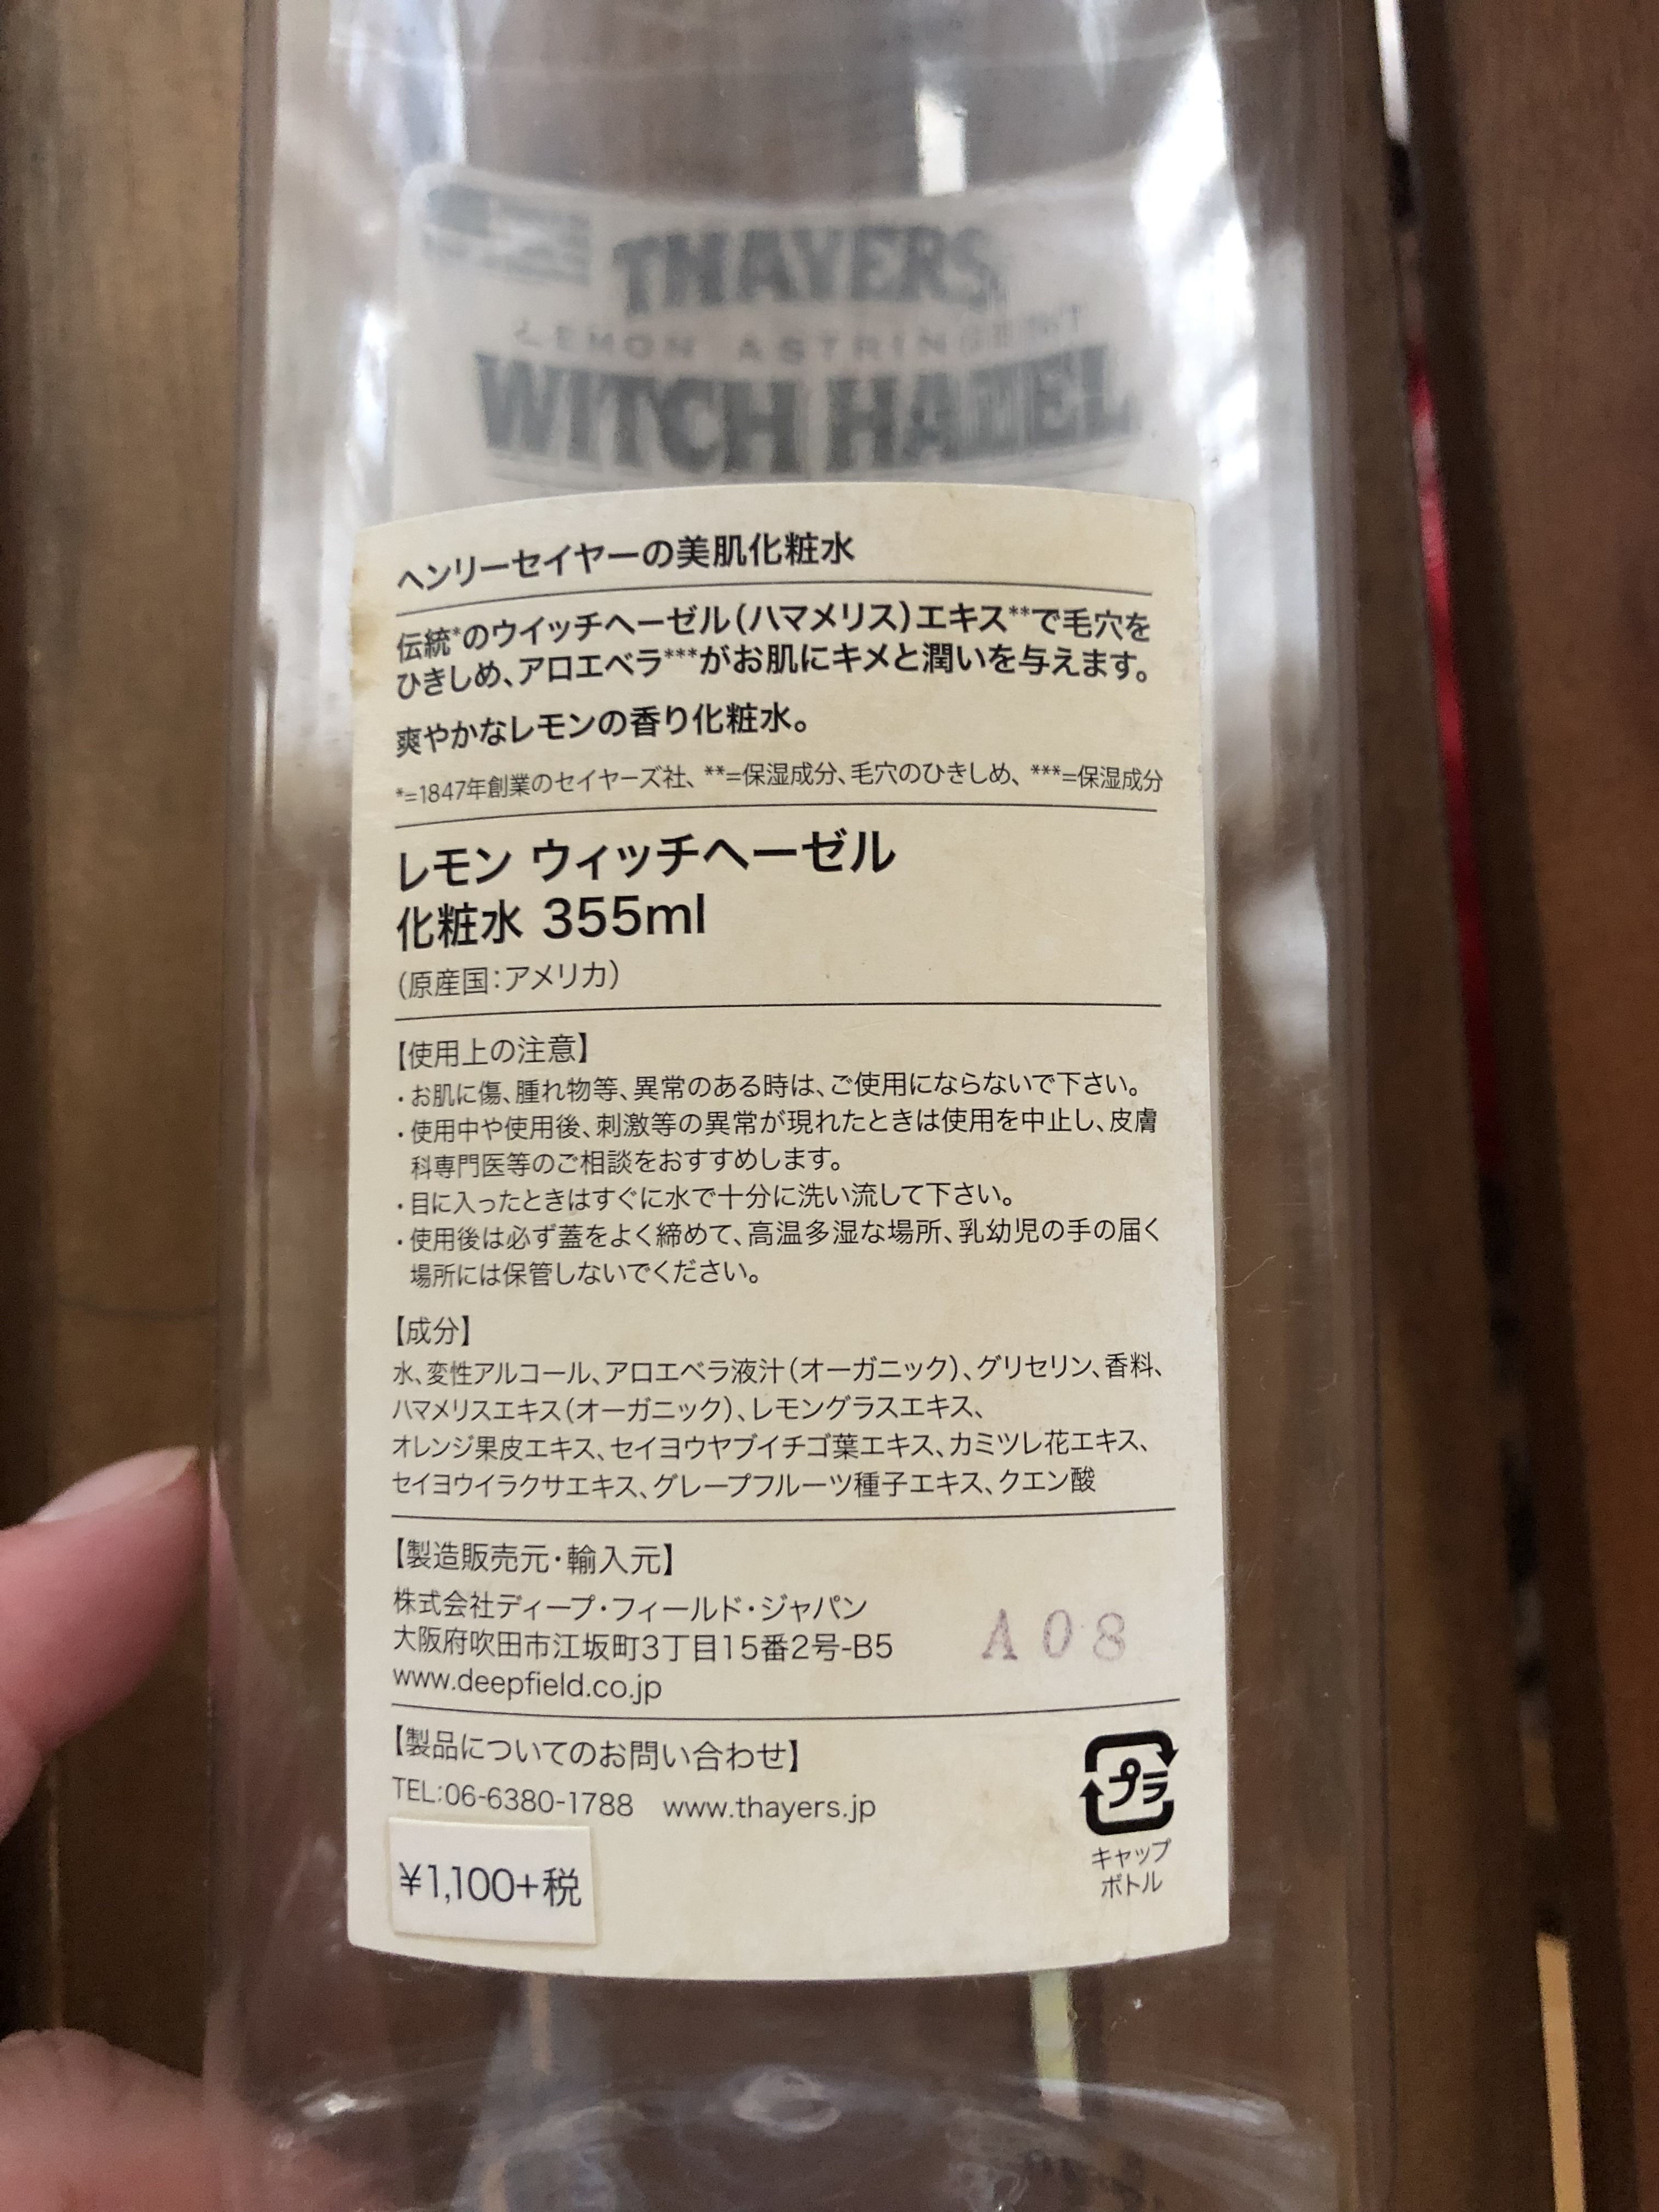 THAYERS
LEMON ASTRINGENT
WITCH HAZEL
ヘンリーセイヤーの美肌化粧水
伝統*のウイッチヘーゼル(ハマメリス)エキス**で毛穴を
ひきしめ、アロエベラ***がお肌にキメと潤いを与えます。
爽やかなレモンの香り化粧水。
*=1847年創業のセイヤーズ社、**=保湿成分、毛穴のひきしめ、***=保湿成分
レモン ウィッチヘーゼル
化粧水 355ml
(原産国:アメリカ)
【使用上の注意】
・お肌に傷、腫れ物等、異常のある時は、ご使用にならないで下さい。
・使用中や使用後、刺激等の異常が現れたときは使用を中止し、皮膚
科専門医等のご相談をおすすめします。
・目に入ったときはすぐに水で十分に洗い流して下さい。
・使用後は必ず蓋をよく締めて、高温多湿な場所、乳幼児の手の届く
場所には保管しないでください。
【成分】
水、変性アルコール、アロエベラ液汁(オーガニック)、グリセリン、香料、
ハマメリスエキス(オーガニック)、レモングラスエキス、
オレンジ果皮エキス、セイヨウヤブイチゴ葉エキス、カミツレ花エキス、
セイヨウイラクサエキス、グレープフルーツ種子エキス、クエン酸
【製造販売元・輸入元】
株式会社ディープ・フィールド・ジャパン
大阪府吹田市江坂町3丁目15番2号-B5
www.deepfield.co.jp
A08
【製品についてのお問い合わせ】
TEL:06-6380-1788 www.thayers.jp
プラ
キャップ
ボトル
¥1,100+税